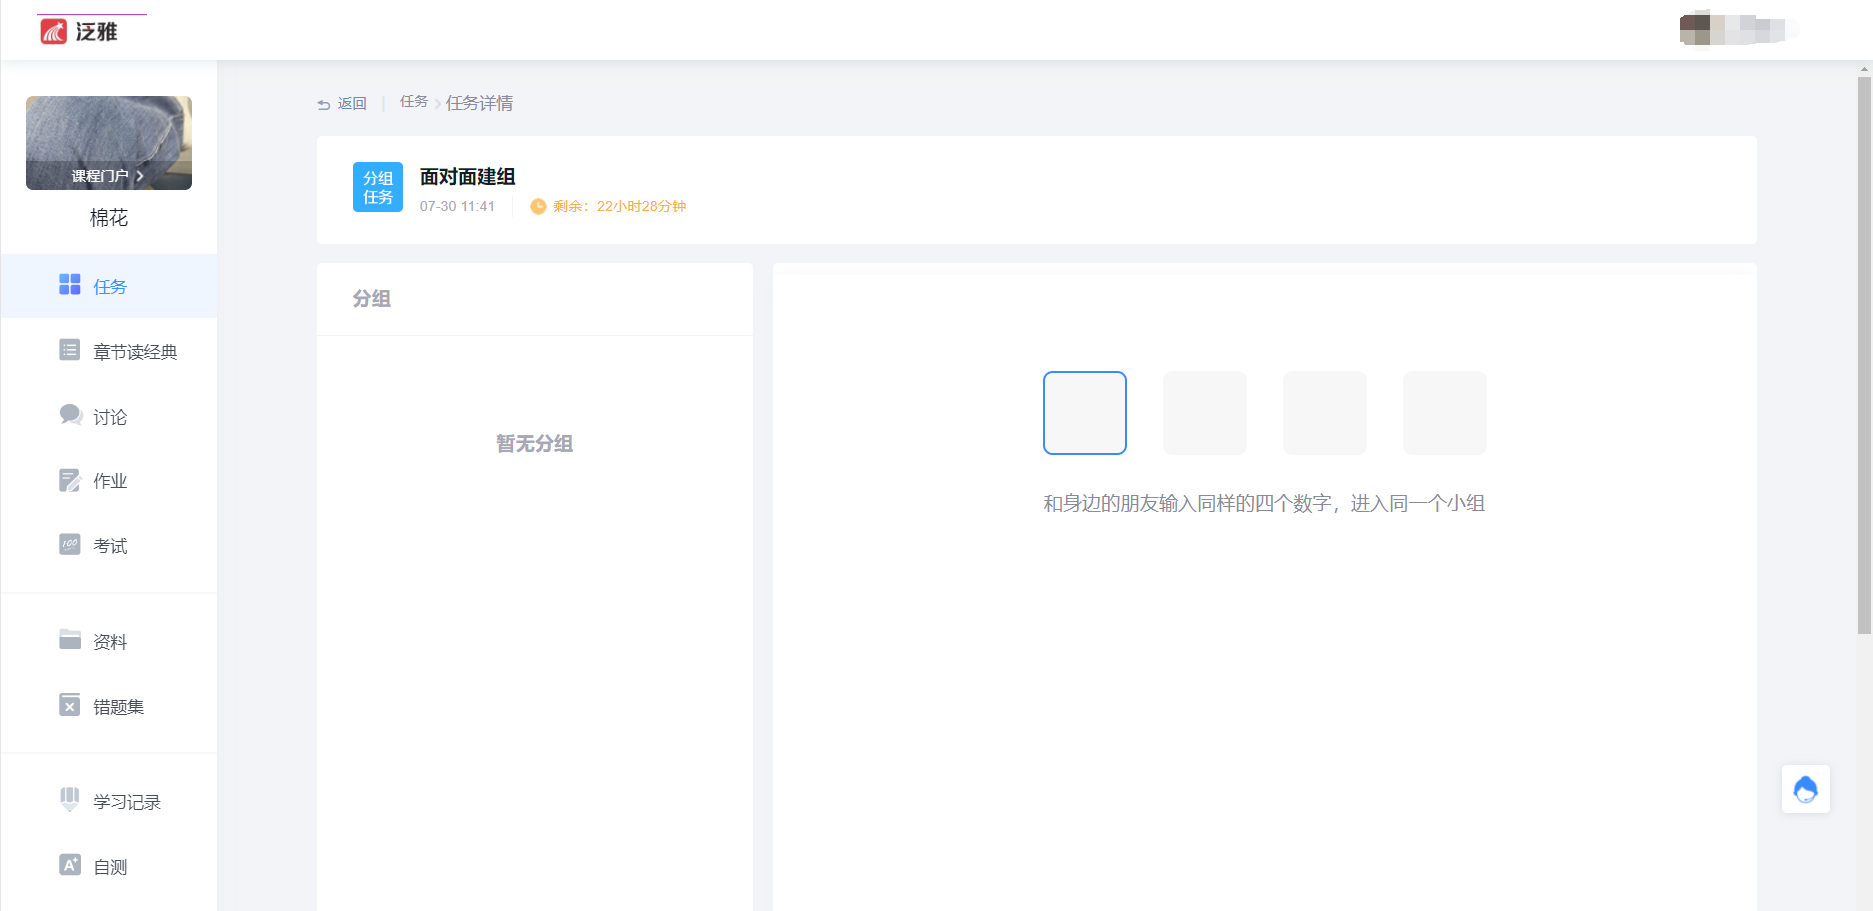 泛雅
返回
任务
任务详情
课程门户
棉花
分组
任务
面对面建组
07-30 11:41
剩余：22小时28分钟
任务
章节读经典
讨论
作业
100
考试
资料
错题集
学习记录
A+
自测
分组
暂无分组
和身边的朋友输入同样的四个数字，进入同一个小组